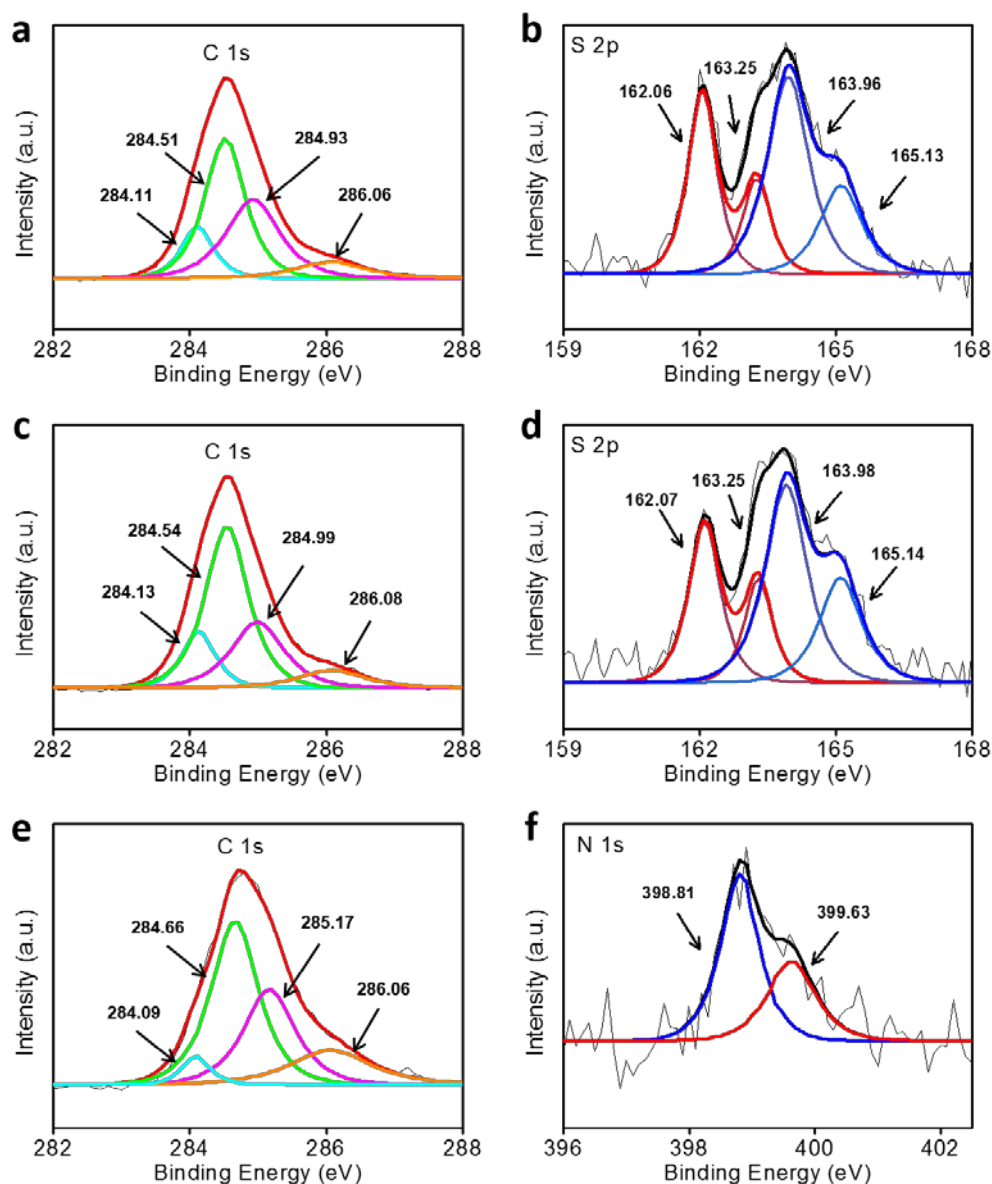 a
C 1s
284.51
284.93
284.11
286.06
Intensity (a.u.)
282 284 286 288
Binding Energy (eV)
b
S 2p
163.25
162.06
163.96
165.13
Intensity (a.u.)
159 162 165 168
Binding Energy (eV)
c
C 1s
284.54
284.99
284.13
286.08
Intensity (a.u.)
282 284 286 288
Binding Energy (eV)
d
S 2p
163.25
163.98
162.07
165.14
Intensity (a.u.)
159 162 165 168
Binding Energy (eV)
e
C 1s
284.66
285.17
284.09
286.06
Intensity (a.u.)
282 284 286 288
Binding Energy (eV)
f
N 1s
398.81
399.63
Intensity (a.u.)
396 398 400 402
Binding Energy (eV)